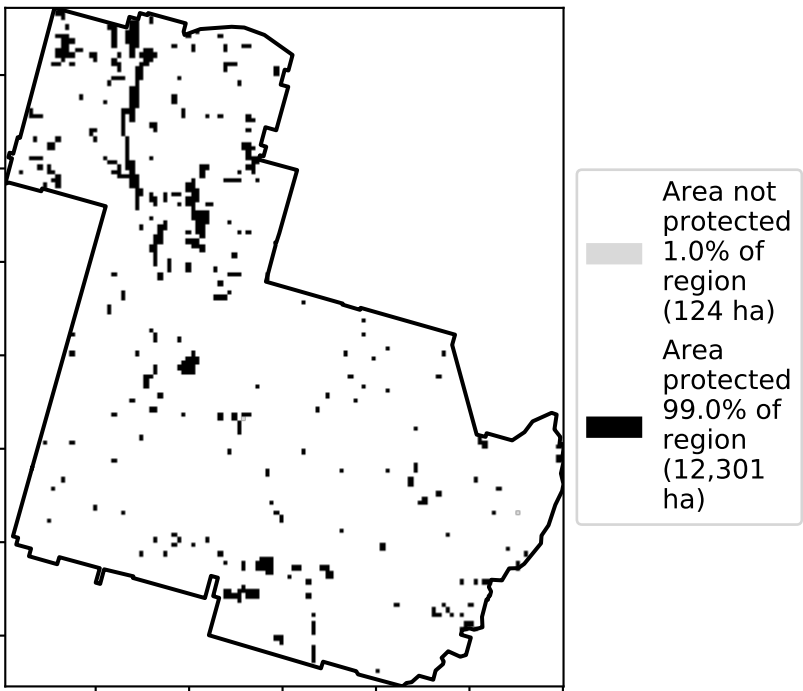 Area not
protected
1.0% of
region
(124 ha)
Area
protected
99.0% of
region
(12,301
ha)